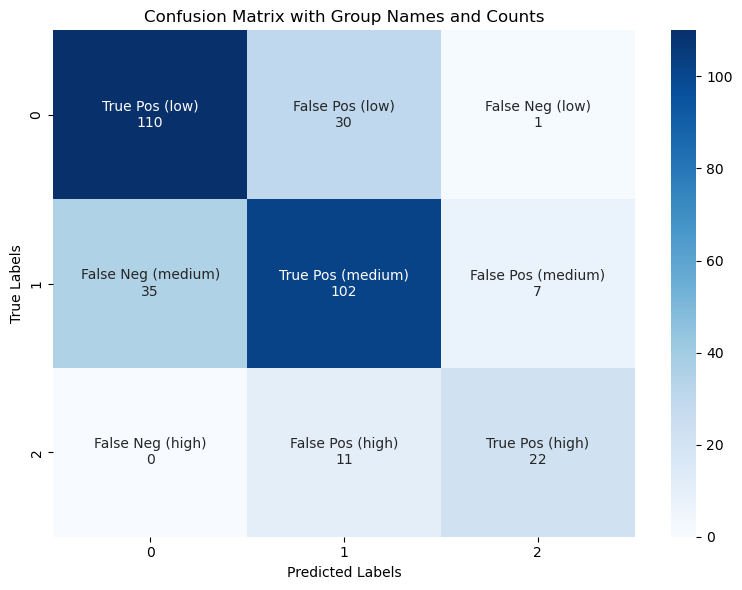 Confusion Matrix with Group Names and Counts
True Labels
0
True Pos (low)
110
False Pos (low)
30
False Neg (low)
1
1
False Neg (medium)
35
True Pos (medium)
102
False Pos (medium)
7
2
False Neg (high)
0
False Pos (high)
11
True Pos (high)
22
0
1
2
Predicted Labels
100
80
60
40
20
0